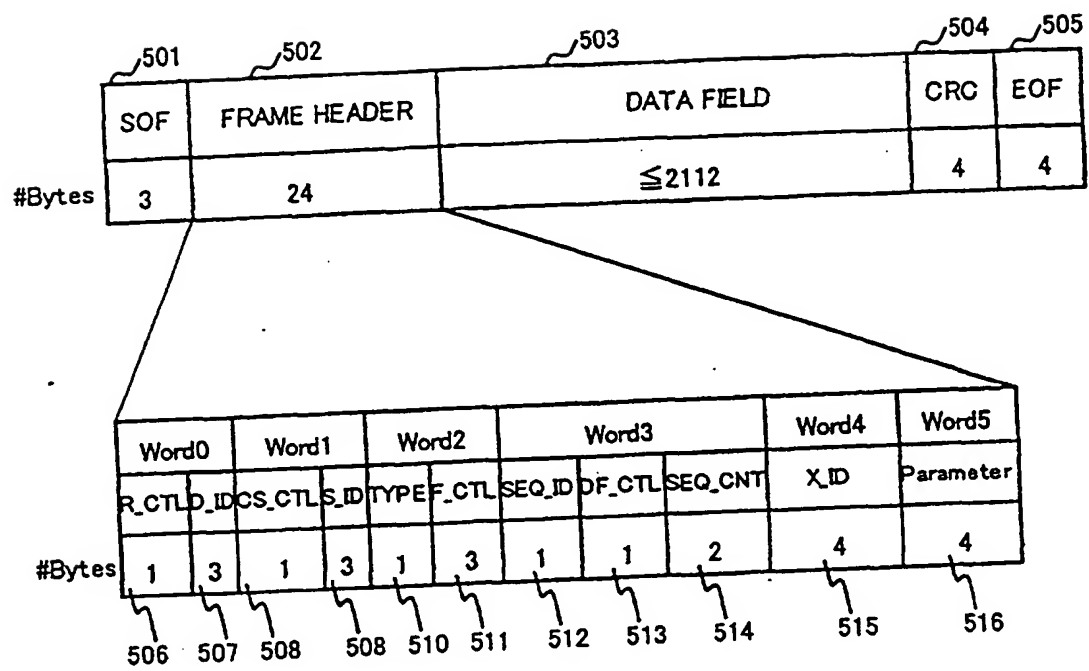 501 502 503 504 505
SOF FRAME HEADER DATA FIELD CRC EOF
#Bytes 3 24 ≦2112 4 4
Word0 Word1 Word2 Word3 Word4 Word5
R_CTL D_ID CS_CTL S_ID TYPE F_CTL SEQ_ID DF_CTL SEQ_CNT X_ID Parameter
#Bytes 1 3 1 3 1 3 1 1 2 4 4
506 507 508 508 510 511 512 513 514 515 516